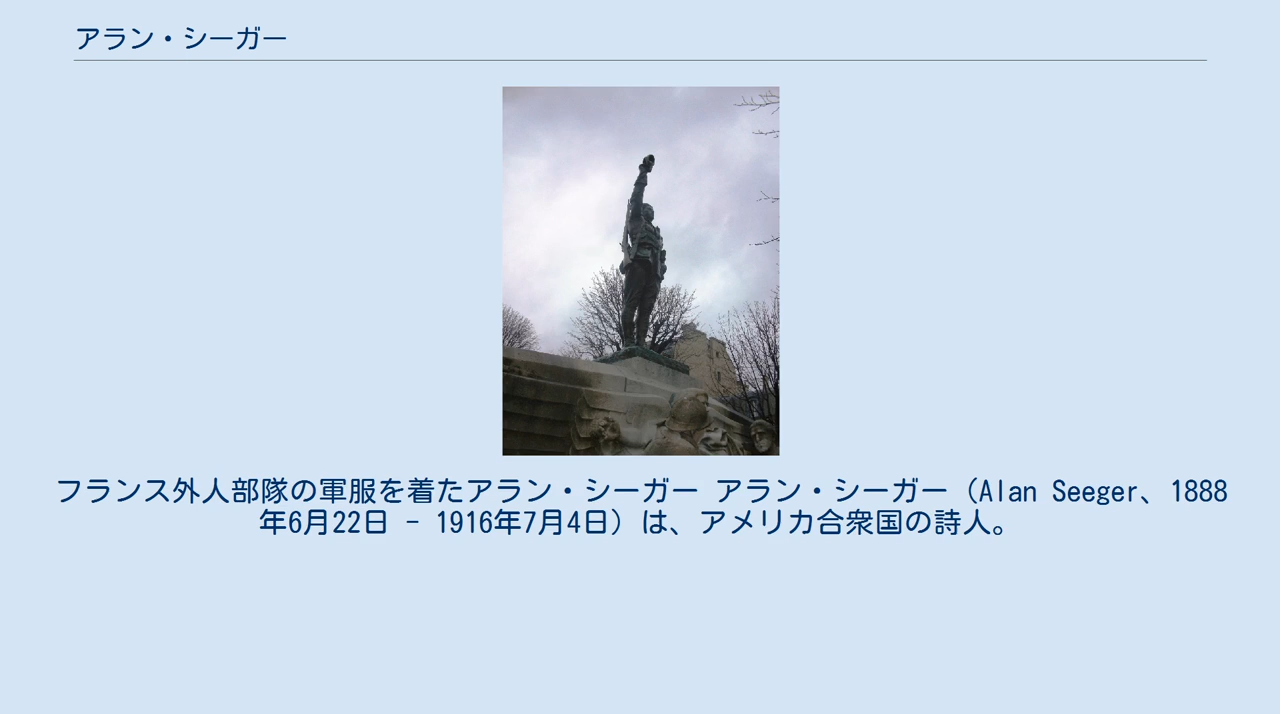 アラン・シーガー
フランス外人部隊の軍服を着たアラン・シーガー アラン・シーガー（Alan Seeger、1888
年6月22日 - 1916年7月4日）は、アメリカ合衆国の詩人。